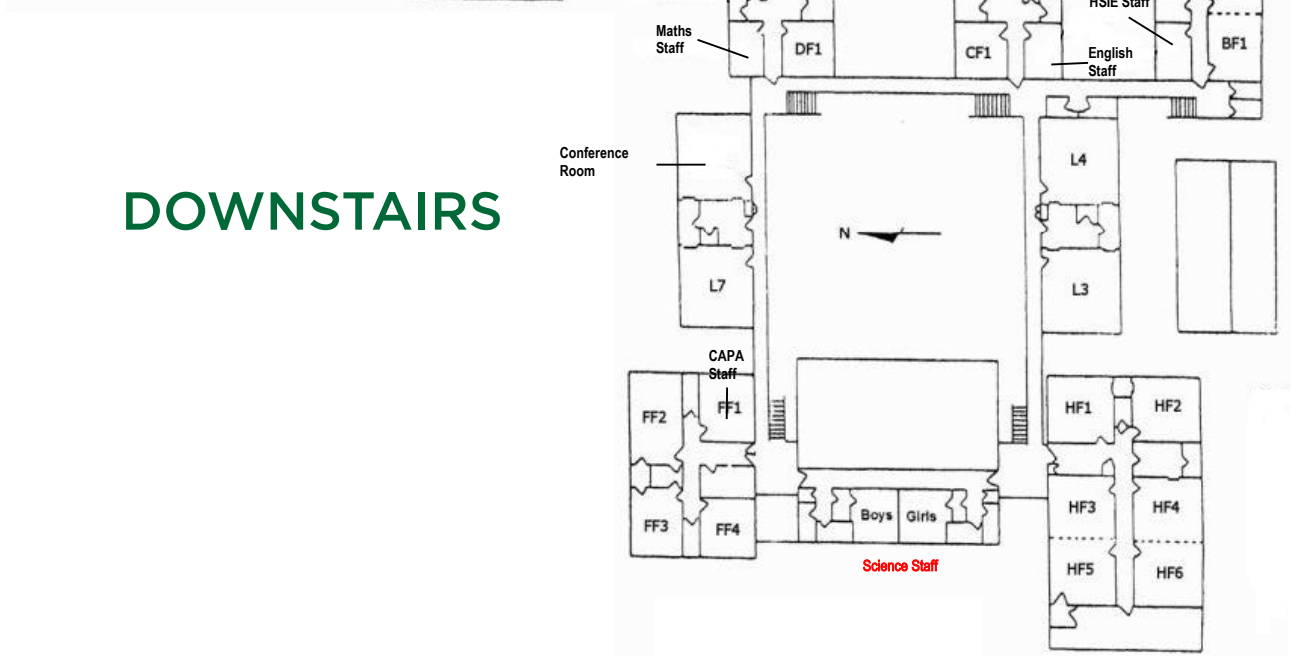 HSIE Staff
Maths
Staff
DF1
CF1
English
Staff
BF1
Conference
Room
L4
DOWNSTAIRS
N
L7
L3
CAPA
Staff
FF2
FF1
HF1
HF2
FF3
FF4
Boys
Girls
HF3
HF4
Science Staff
HF5
HF6